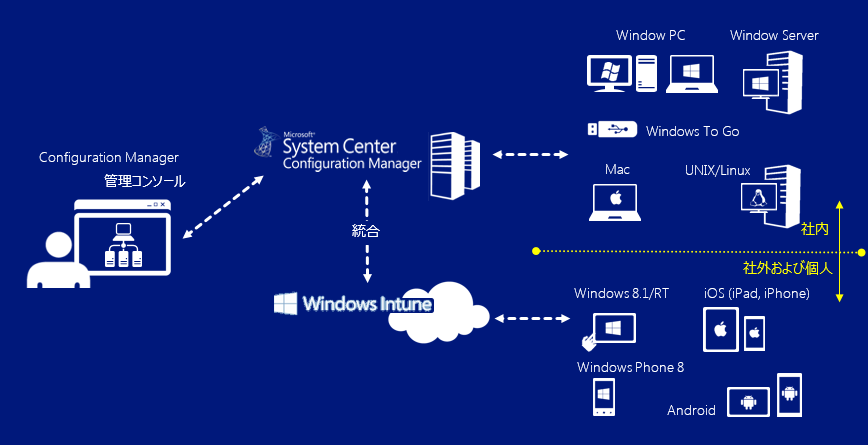 Window PC
Window Server
Microsoft®
System Center
Configuration Manager
Windows To Go
Configuration Manager
管理コンソール
Mac
UNIX/Linux
統合
社内
社外および個人
Windows Intune
Windows 8.1/RT
iOS (iPad, iPhone)
Windows Phone 8
Android